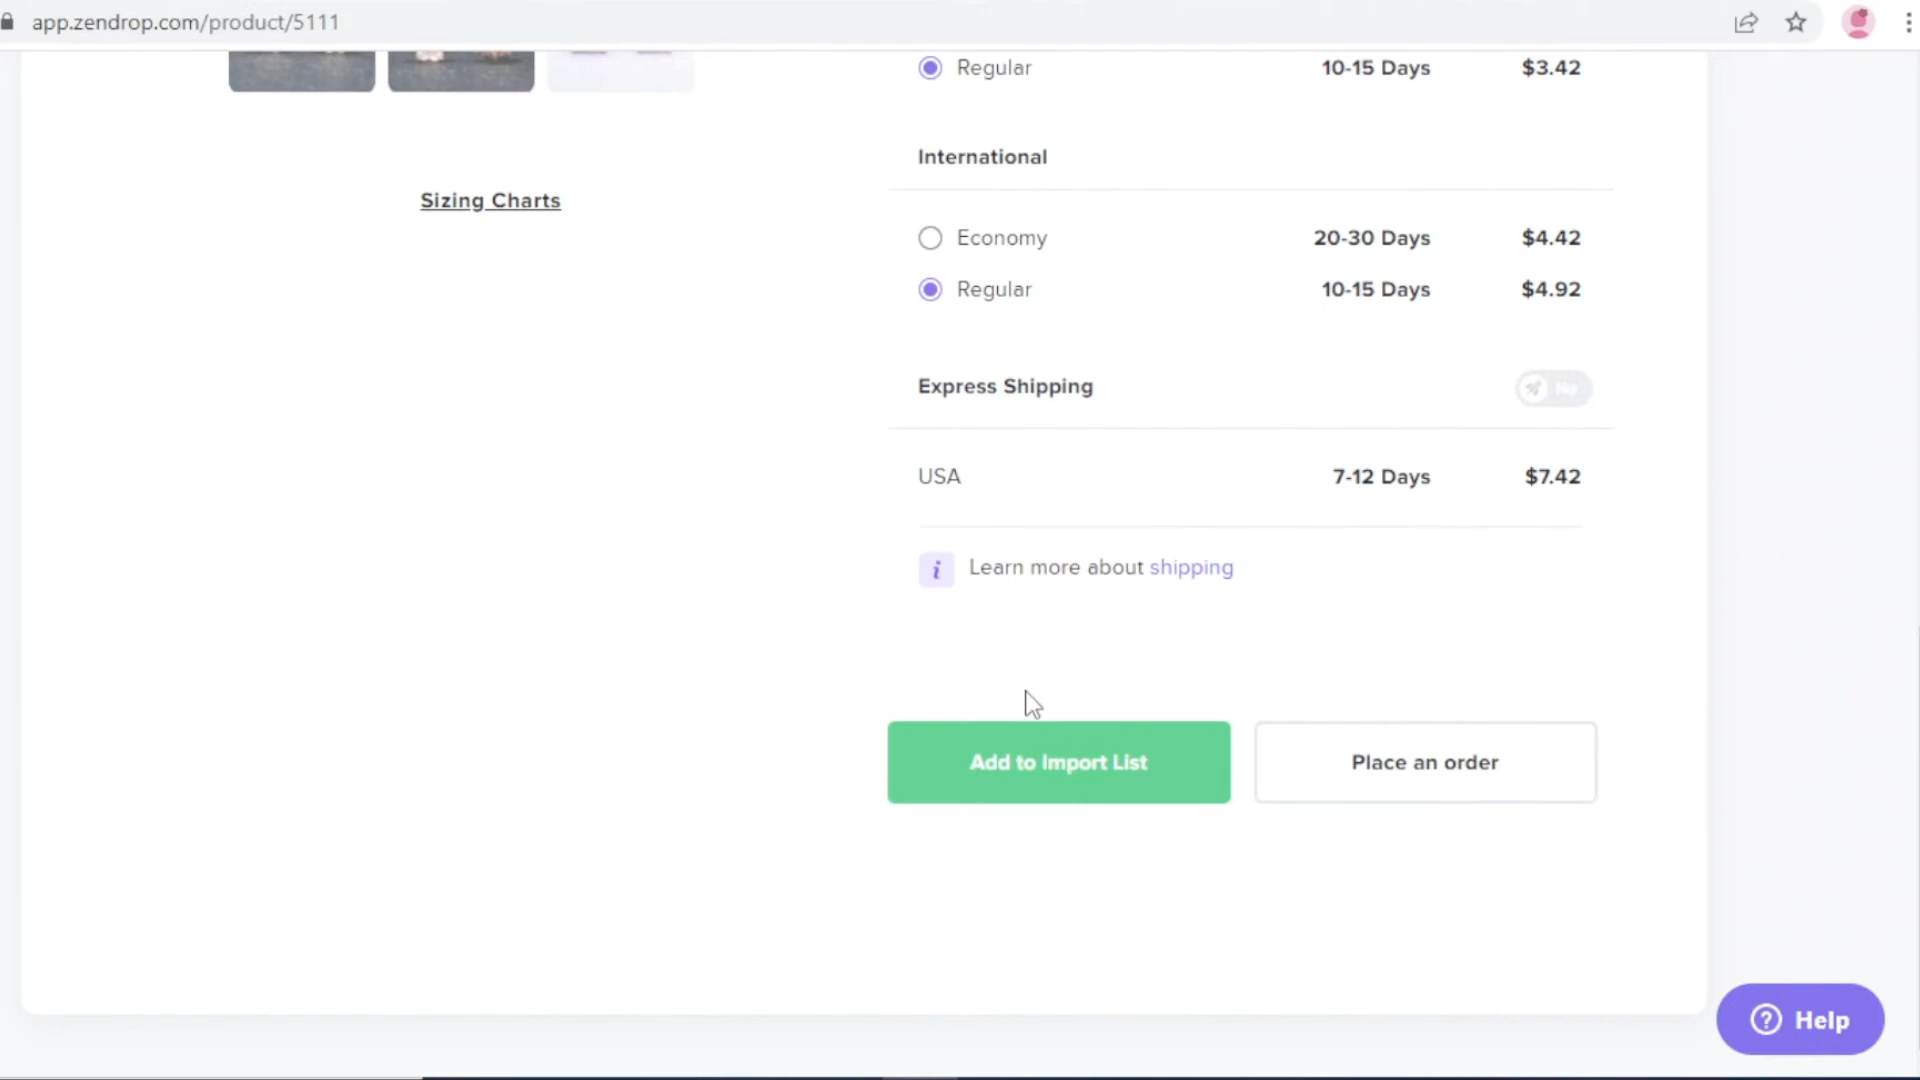 app.zendrop.com/product/5111
Regular 10-15 Days $3.42
International
Sizing Charts
Economy 20-30 Days $4.42
Regular 10-15 Days $4.92
Express Shipping No
USA 7-12 Days $7.42
i Learn more about shipping
Add to Import List Place an order
? Help